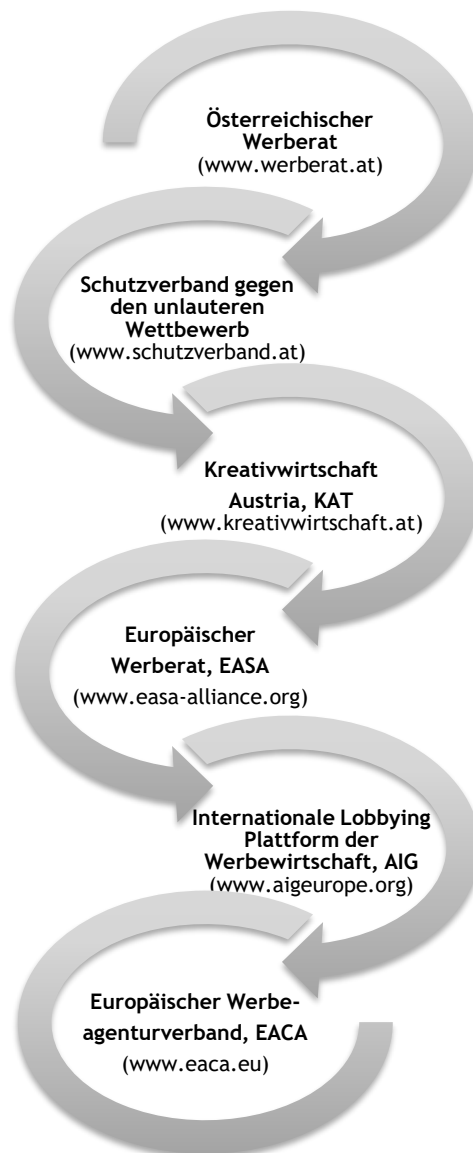 Österreichischer
Werberat
(www.werberat.at)
Schutzverband gegen
den unlauteren
Wettbewerb
(www.schutzverband.at)
Kreativwirtschaft
Austria, KAT
(www.kreativwirtschaft.at)
Europäischer
Werberat, EASA
(www.easa-alliance.org)
Internationale Lobbying
Plattform der
Werbewirtschaft, AIG
(www.aigeurope.org)
Europäischer Werbe-
agenturverband, EACA
(www.eaca.eu)